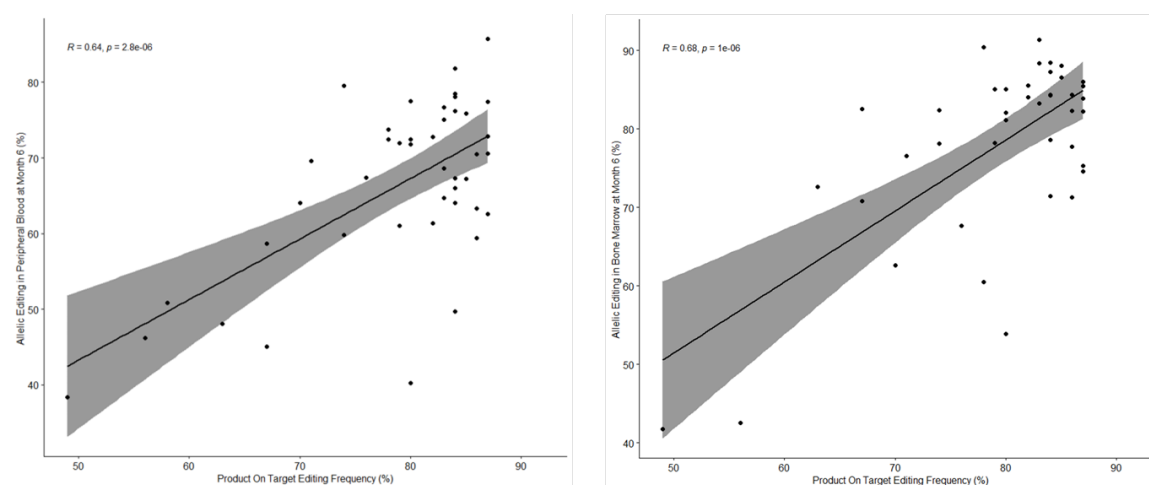 R = 0.64, p = 2.8e-06
80
70
60
50
40
Allelic Editing in Peripheral Blood at Month 6 (%)
50 60 70 80 90
Product On Target Editing Frequency (%)
R = 0.68, p = 1e-06
90
80
70
60
50
40
Allelic Editing in Bone Marrow at Month 6 (%)
50 60 70 80 90
Product On Target Editing Frequency (%)